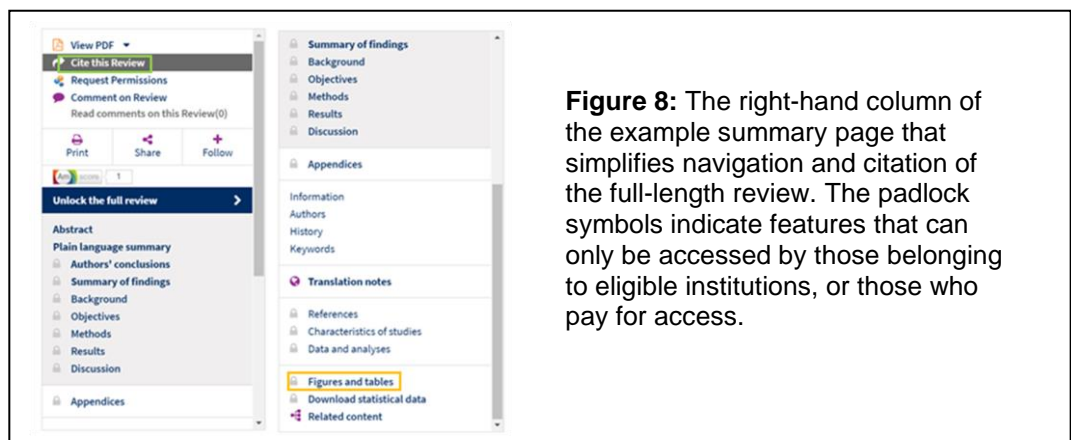 View PDF
Cite this Review
Request Permissions
Comment on Review
Read comments on this Review(0)
Print Share Follow
Am score 1
Unlock the full review
Abstract
Plain language summary
Authors' conclusions
Summary of findings
Background
Objectives
Methods
Results
Discussion
Appendices
Summary of findings
Background
Objectives
Methods
Results
Discussion
Appendices
Information
Authors
History
Keywords
Translation notes
References
Characteristics of studies
Data and analyses
Figures and tables
Download statistical data
Related content
Figure 8: The right-hand column of
the example summary page that
simplifies navigation and citation of
the full-length review. The padlock
symbols indicate features that can
only be accessed by those belonging
to eligible institutions, or those who
pay for access.